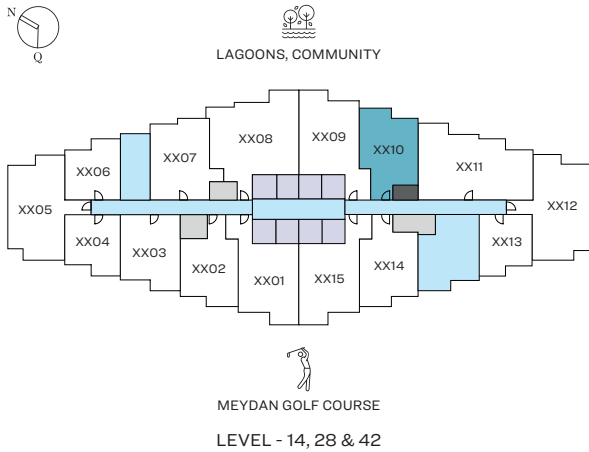 N
Q
LAGOONS, COMMUNITY
XX08
XX09
XX07
XX10
XX06
XX11
XX05
XX12
XX04
XX13
XX03
XX02
XX14
XX01
XX15
MEYDAN GOLF COURSE
LEVEL - 14, 28 & 42